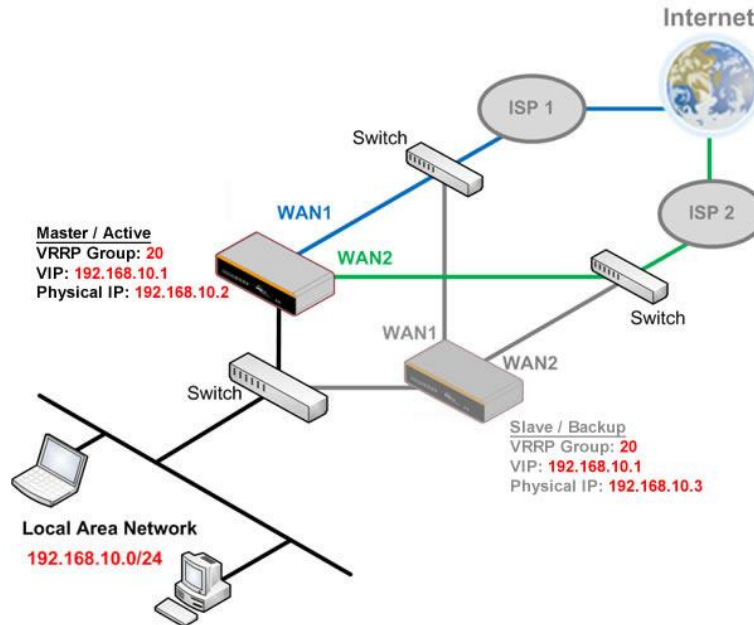 Internet
ISP 1
Switch
WAN1
Master / Active
VRRP Group: 20
VIP: 192.168.10.1
Physical IP: 192.168.10.2
WAN2
ISP 2
Switch
WAN1
WAN2
Switch
Slave / Backup
VRRP Group: 20
VIP: 192.168.10.1
Physical IP: 192.168.10.3
Local Area Network
192.168.10.0/24